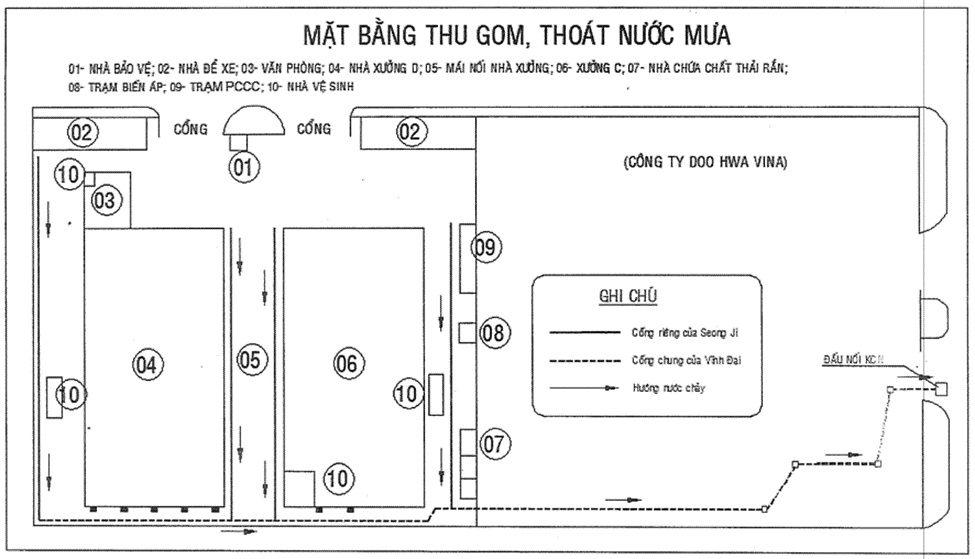 MẶT BẰNG THU GOM, THOÁT NƯỚC MƯA
01- NHÀ BẢO VỆ; 02- NHÀ ĐỂ XE; 03- VĂN PHÒNG; 04- NHÀ XƯỞNG D; 05- MÁI NỐI NHÀ XƯỞNG; 06- XƯỞNG C; 07- NHÀ CHỨA CHẤT THẢI RẮN;
08- TRẠM BIẾN ÁP; 09- TRẠM PCCC; 10- NHÀ VỆ SINH
02 CỔNG CỔNG 02
01
(CÔNG TY DOO HWA VINA)
10
03
09
GHI CHÚ
08
Cống riêng của Seong Ji
04 05 06
Cống chung của Vĩnh Đại
ĐẤU NỐI KCN
10 10
Hướng nước chảy
07
10